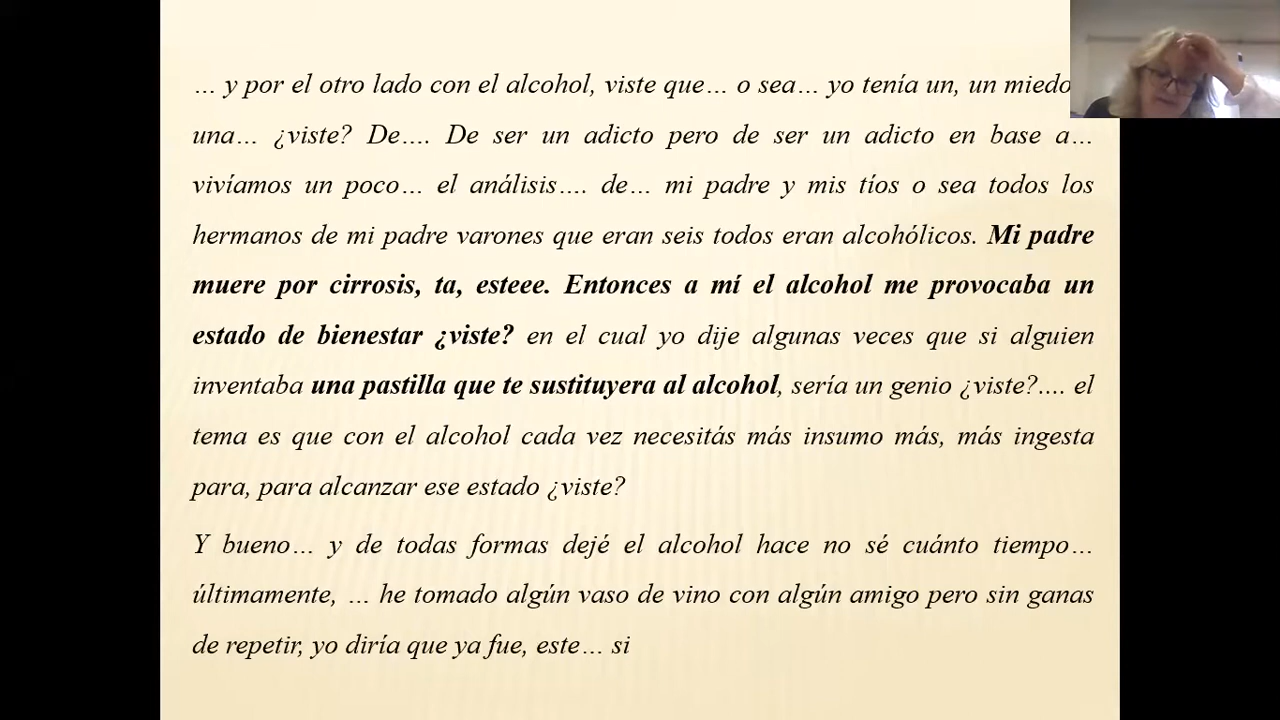 … y por el otro lado con el alcohol, viste que… o sea… yo tenía un, un miedo
una… ¿viste? De…. De ser un adicto pero de ser un adicto en base a…
vivíamos un poco… el análisis…. de… mi padre y mis tíos o sea todos los
hermanos de mi padre varones que eran seis todos eran alcohólicos. Mi padre
muere por cirrosis, ta, esteee. Entonces a mí el alcohol me provocaba un
estado de bienestar ¿viste? en el cual yo dije algunas veces que si alguien
inventaba una pastilla que te sustituyera al alcohol, sería un genio ¿viste?…. el
tema es que con el alcohol cada vez necesitás más insumo más, más ingesta
para, para alcanzar ese estado ¿viste?
Y bueno… y de todas formas dejé el alcohol hace no sé cuánto tiempo…
últimamente, … he tomado algún vaso de vino con algún amigo pero sin ganas
de repetir, yo diría que ya fue, este… si